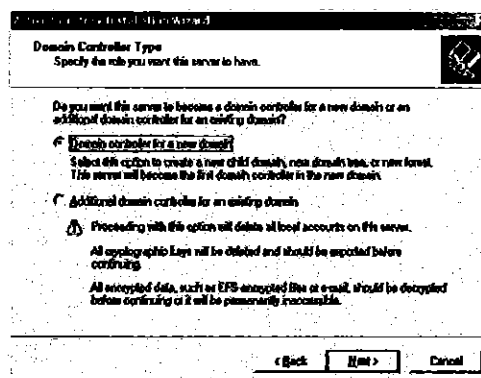 Active Directory Installation Wizard
Domain Controller Type
Specify the role you want this server to have.
Do you want this server to become a domain controller for a new domain or an
additional domain controller for an existing domain?
Domain controller for a new domain
Select this option to create a new child domain, new domain tree, or new forest.
This server will become the first domain controller in the new domain.
Additional domain controller for an existing domain
Proceeding with this option will delete all local accounts on this server.
All cryptographic keys will be deleted and should be exported before
continuing.
All encrypted data, such as EFS-encrypted files or e-mail, should be decrypted
before continuing or it will be permanently inaccessible.
< Back
Next >
Cancel